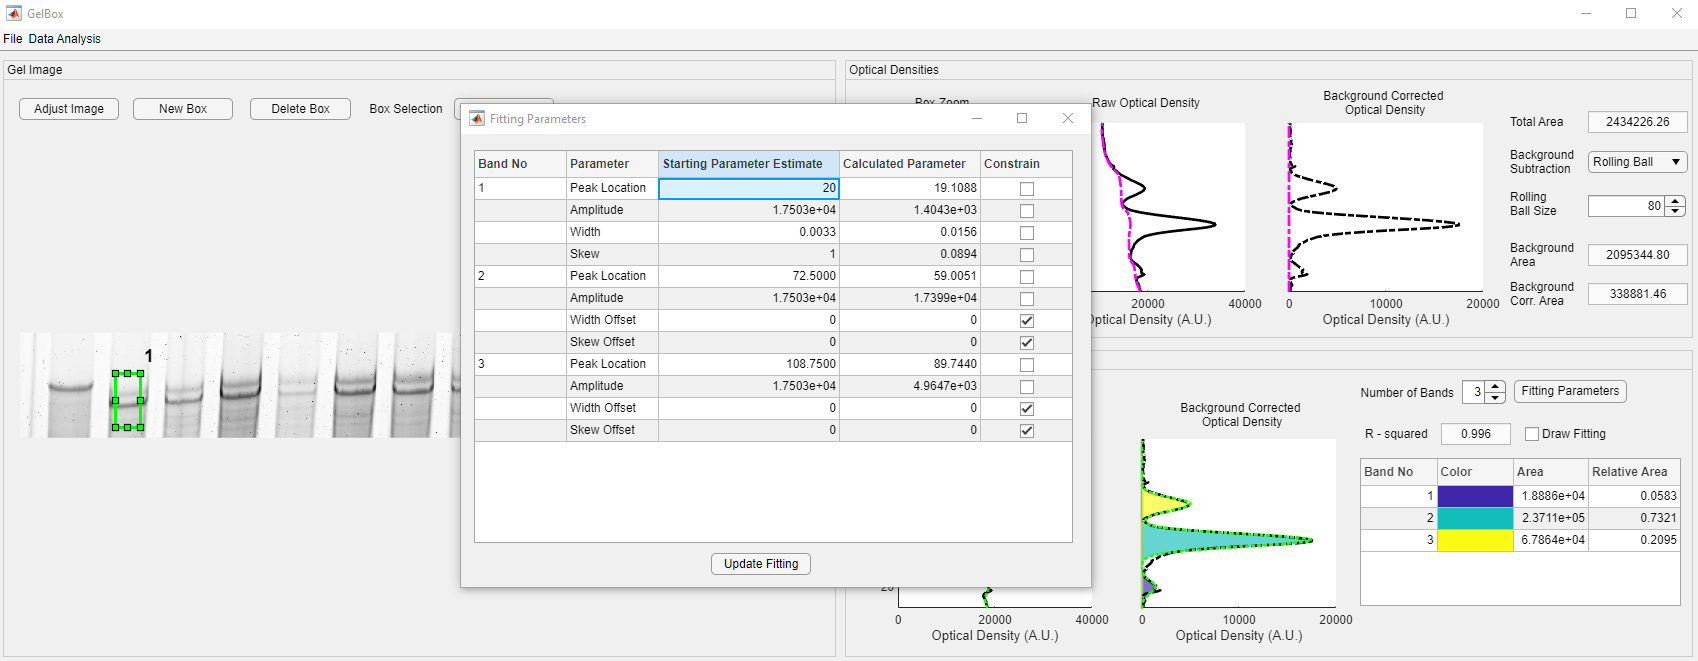 GelBox
File Data Analysis
Gel Image
Adjust Image
New Box
Delete Box
Box Selection
1
Fitting Parameters
Band No Parameter Starting Parameter Estimate Calculated Parameter Constrain
1 Peak Location 20 19.1088
Amplitude 1.7503e+04 1.4043e+03
Width 0.0033 0.0156
Skew 1 0.0894
2 Peak Location 72.5000 59.0051
Amplitude 1.7503e+04 1.7399e+04
Width Offset 0 0
Skew Offset 0 0
3 Peak Location 108.7500 89.7440
Amplitude 1.7503e+04 4.9647e+03
Width Offset 0 0
Skew Offset 0 0
Update Fitting
Optical Densities
Box Zoom
Raw Optical Density
20000 40000
Optical Density (A.U.)
Background Corrected
Optical Density
0 10000 20000
Optical Density (A.U.)
Total Area 2434226.26
Background
Subtraction
Rolling Ball
Rolling
Ball Size
80
Background
Area
2095344.80
Background
Corr. Area
338881.46
0 20000 40000
Optical Density (A.U.)
Background Corrected
Optical Density
0 10000 20000
Optical Density (A.U.)
Number of Bands 3 Fitting Parameters
R - squared 0.996 Draw Fitting
Band No Color Area Relative Area
1 1.8886e+04 0.0583
2 2.3711e+05 0.7321
3 6.7864e+04 0.2095